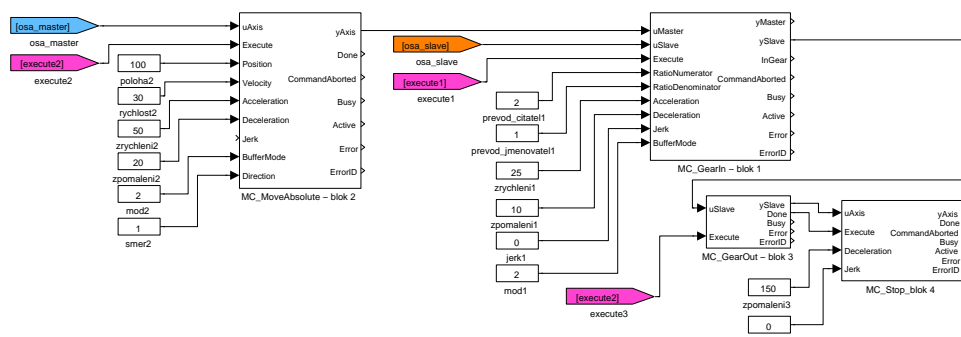 [osa_master]
osa_master
[execute2]
execute2
100
poloha2
30
rychlost2
50
zrychleni2
20
zpomaleni2
2
mod2
1
smer2
uAxis
Execute
Position
Velocity
Acceleration
Deceleration
Jerk
BufferMode
Direction
yAxis
Done
CommandAborted
Busy
Active
Error
ErrorID
MC_MoveAbsolute – blok 2
[osa_slave]
osa_slave
[execute1]
execute1
2
prevod_citatel1
1
prevod_jmenovatel1
25
zrychleni1
10
zpomaleni1
0
jerk1
2
mod1
uMaster
uSlave
Execute
RatioNumerator
RatioDenominator
Acceleration
Deceleration
Jerk
BufferMode
yMaster
ySlave
InGear
CommandAborted
Busy
Active
Error
ErrorID
MC_GearIn – blok 1
[execute2]
execute3
uSlave
Execute
ySlave
Done
Busy
Error
ErrorID
MC_GearOut – blok 3
150
zpomaleni3
0
uAxis
Execute
Deceleration
Jerk
yAxis
Done
CommandAborted
Busy
Active
Error
ErrorID
MC_Stop_blok 4